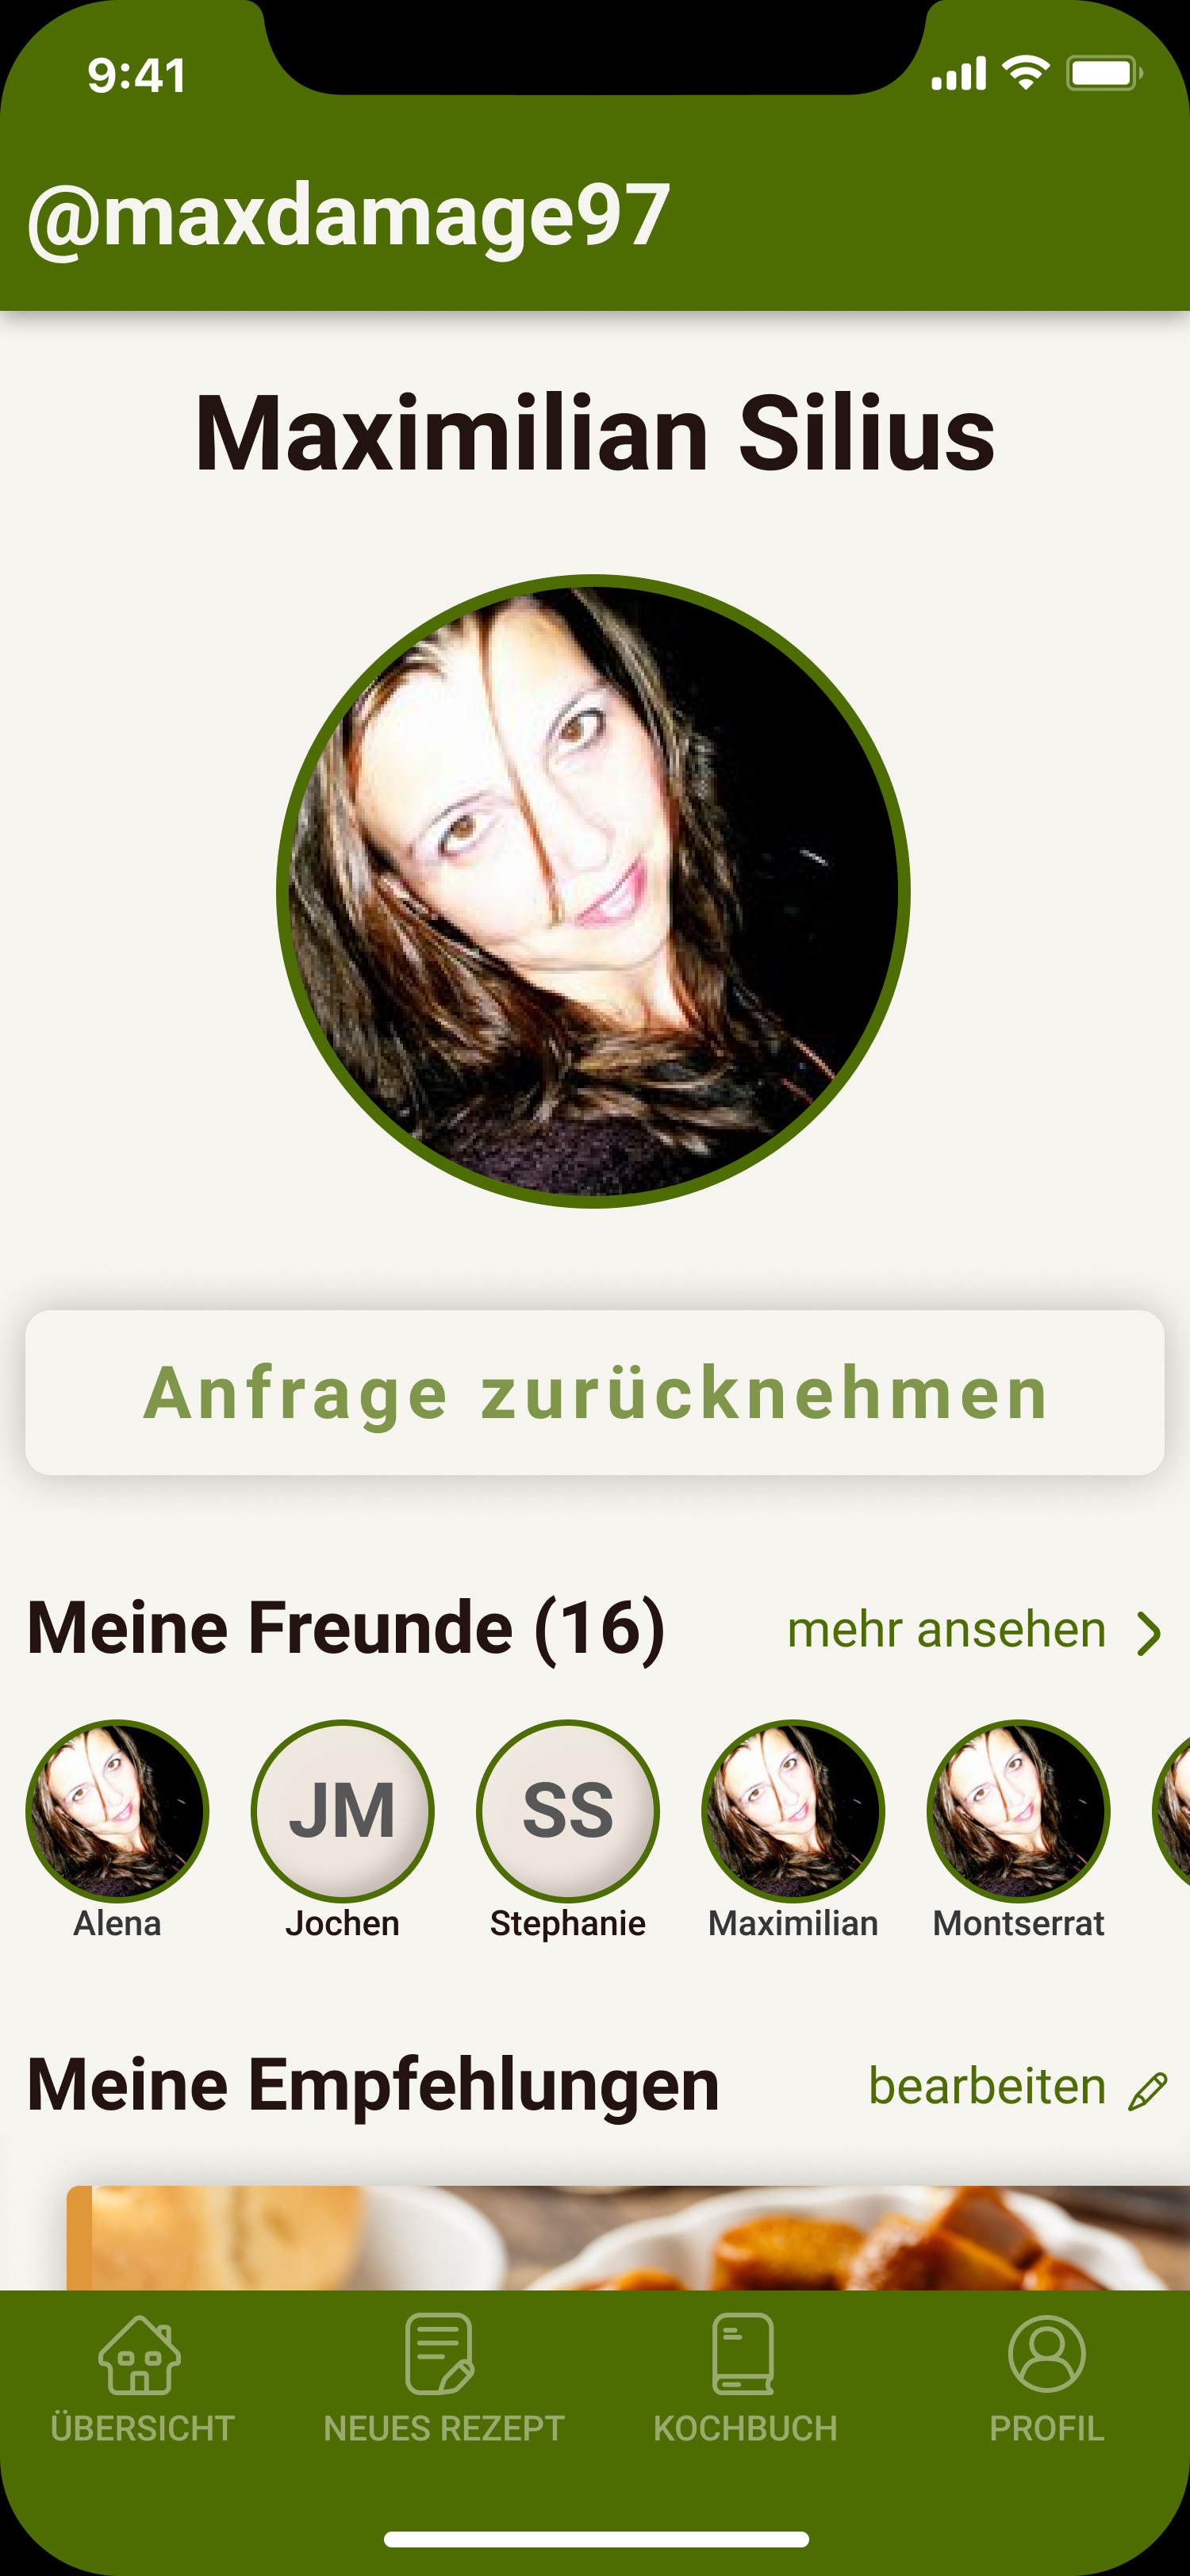 9:41
@maxdamage97
Maximilian Silius
Anfrage zurücknehmen
Meine Freunde (16) mehr ansehen
JM SS
Alena Jochen Stephanie Maximilian Montserrat
Meine Empfehlungen bearbeiten
ÜBERSICHT NEUES REZEPT KOCHBUCH PROFIL